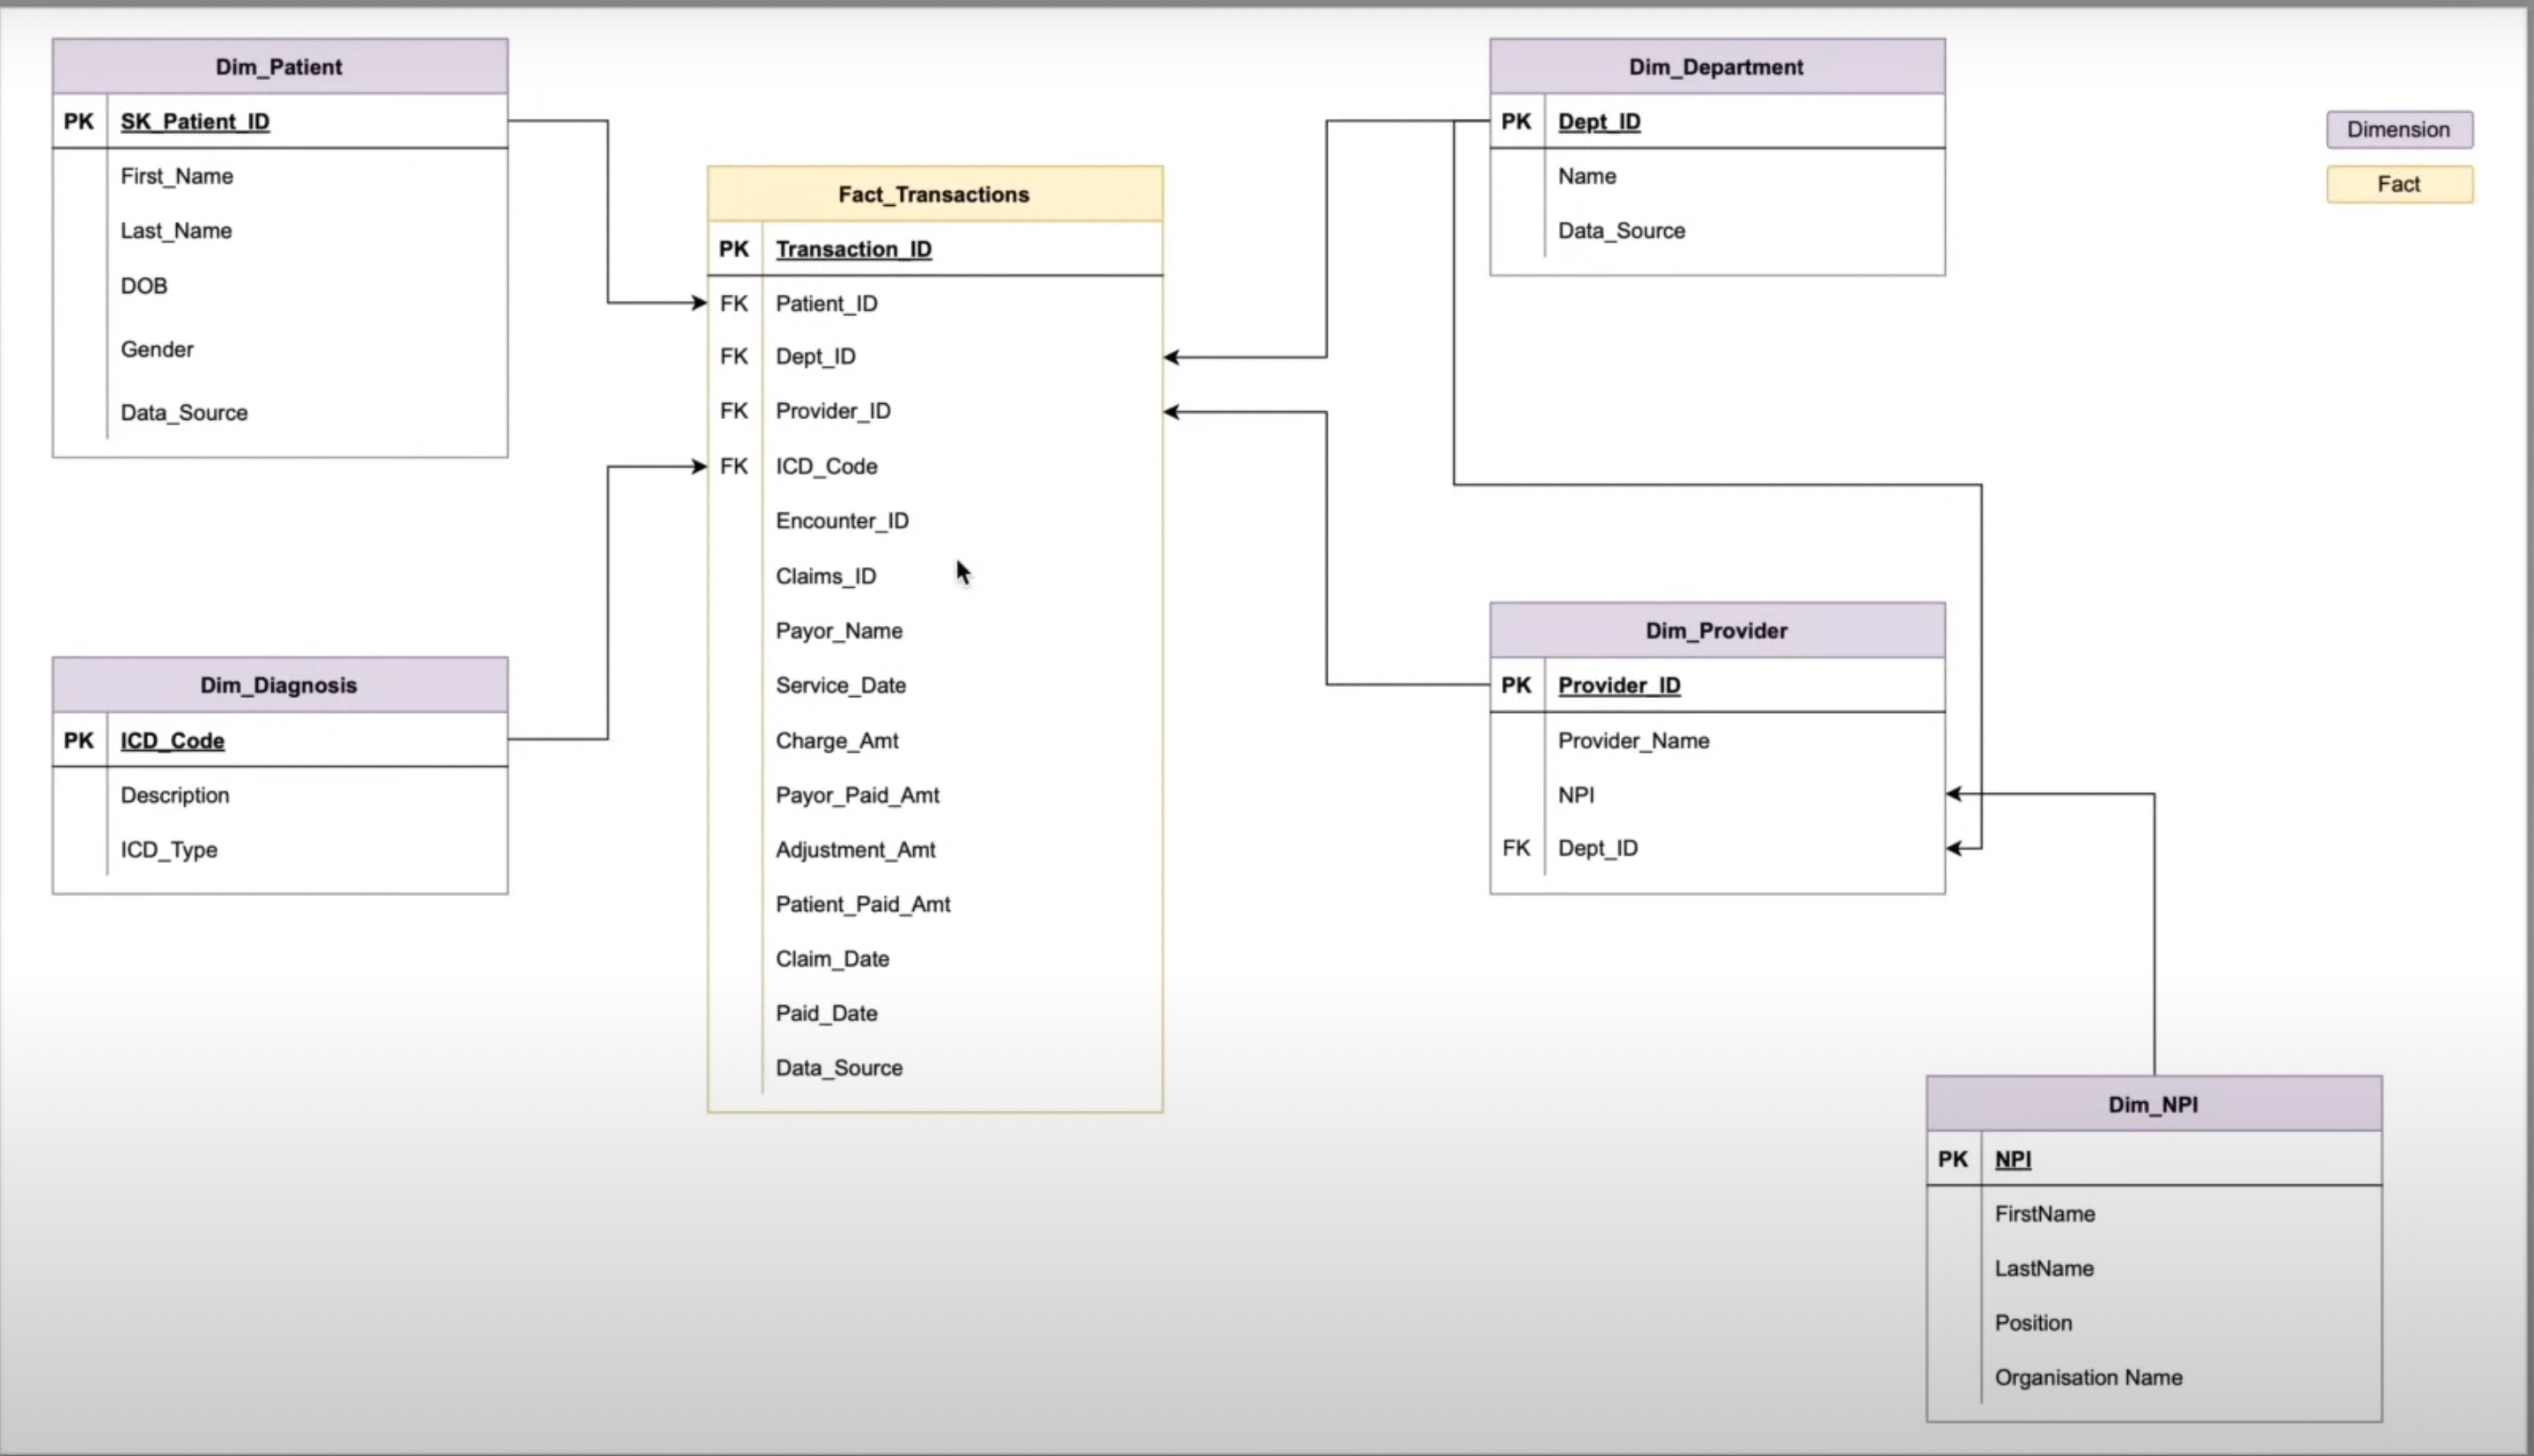 Dim_Patient
PK SK_Patient_ID
First_Name
Last_Name
DOB
Gender
Data_Source
Dim_Diagnosis
PK ICD_Code
Description
ICD_Type
Fact_Transactions
PK Transaction_ID
FK Patient_ID
FK Dept_ID
FK Provider_ID
FK ICD_Code
Encounter_ID
Claims_ID
Payor_Name
Service_Date
Charge_Amt
Payor_Paid_Amt
Adjustment_Amt
Patient_Paid_Amt
Claim_Date
Paid_Date
Data_Source
Dim_Department
PK Dept_ID
Name
Data_Source
Dim_Provider
PK Provider_ID
Provider_Name
NPI
FK Dept_ID
Dimension
Fact
Dim_NPI
PK NPI
FirstName
LastName
Position
Organisation Name